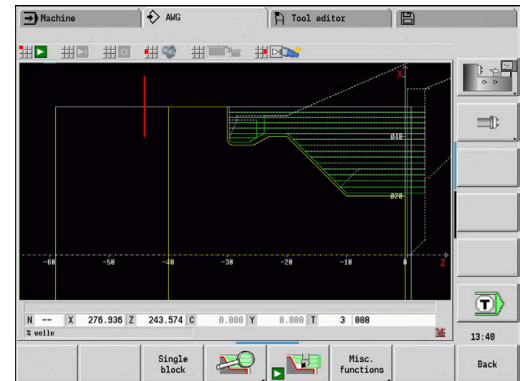 Machine
AWG
Tool editor
X
Ø40
Ø20
-60 -50 -40 -30 -20 -10 0 Z
N -- X 276.936 Z 243.574 C 0.000 Y 0.000 T 3 008
% welle
T
13:40
Single block
Misc. functions
Back